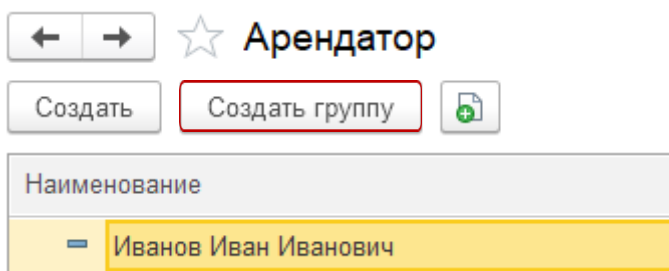 Арендатор
Создать Создать группу
Наименование
Иванов Иван Иванович